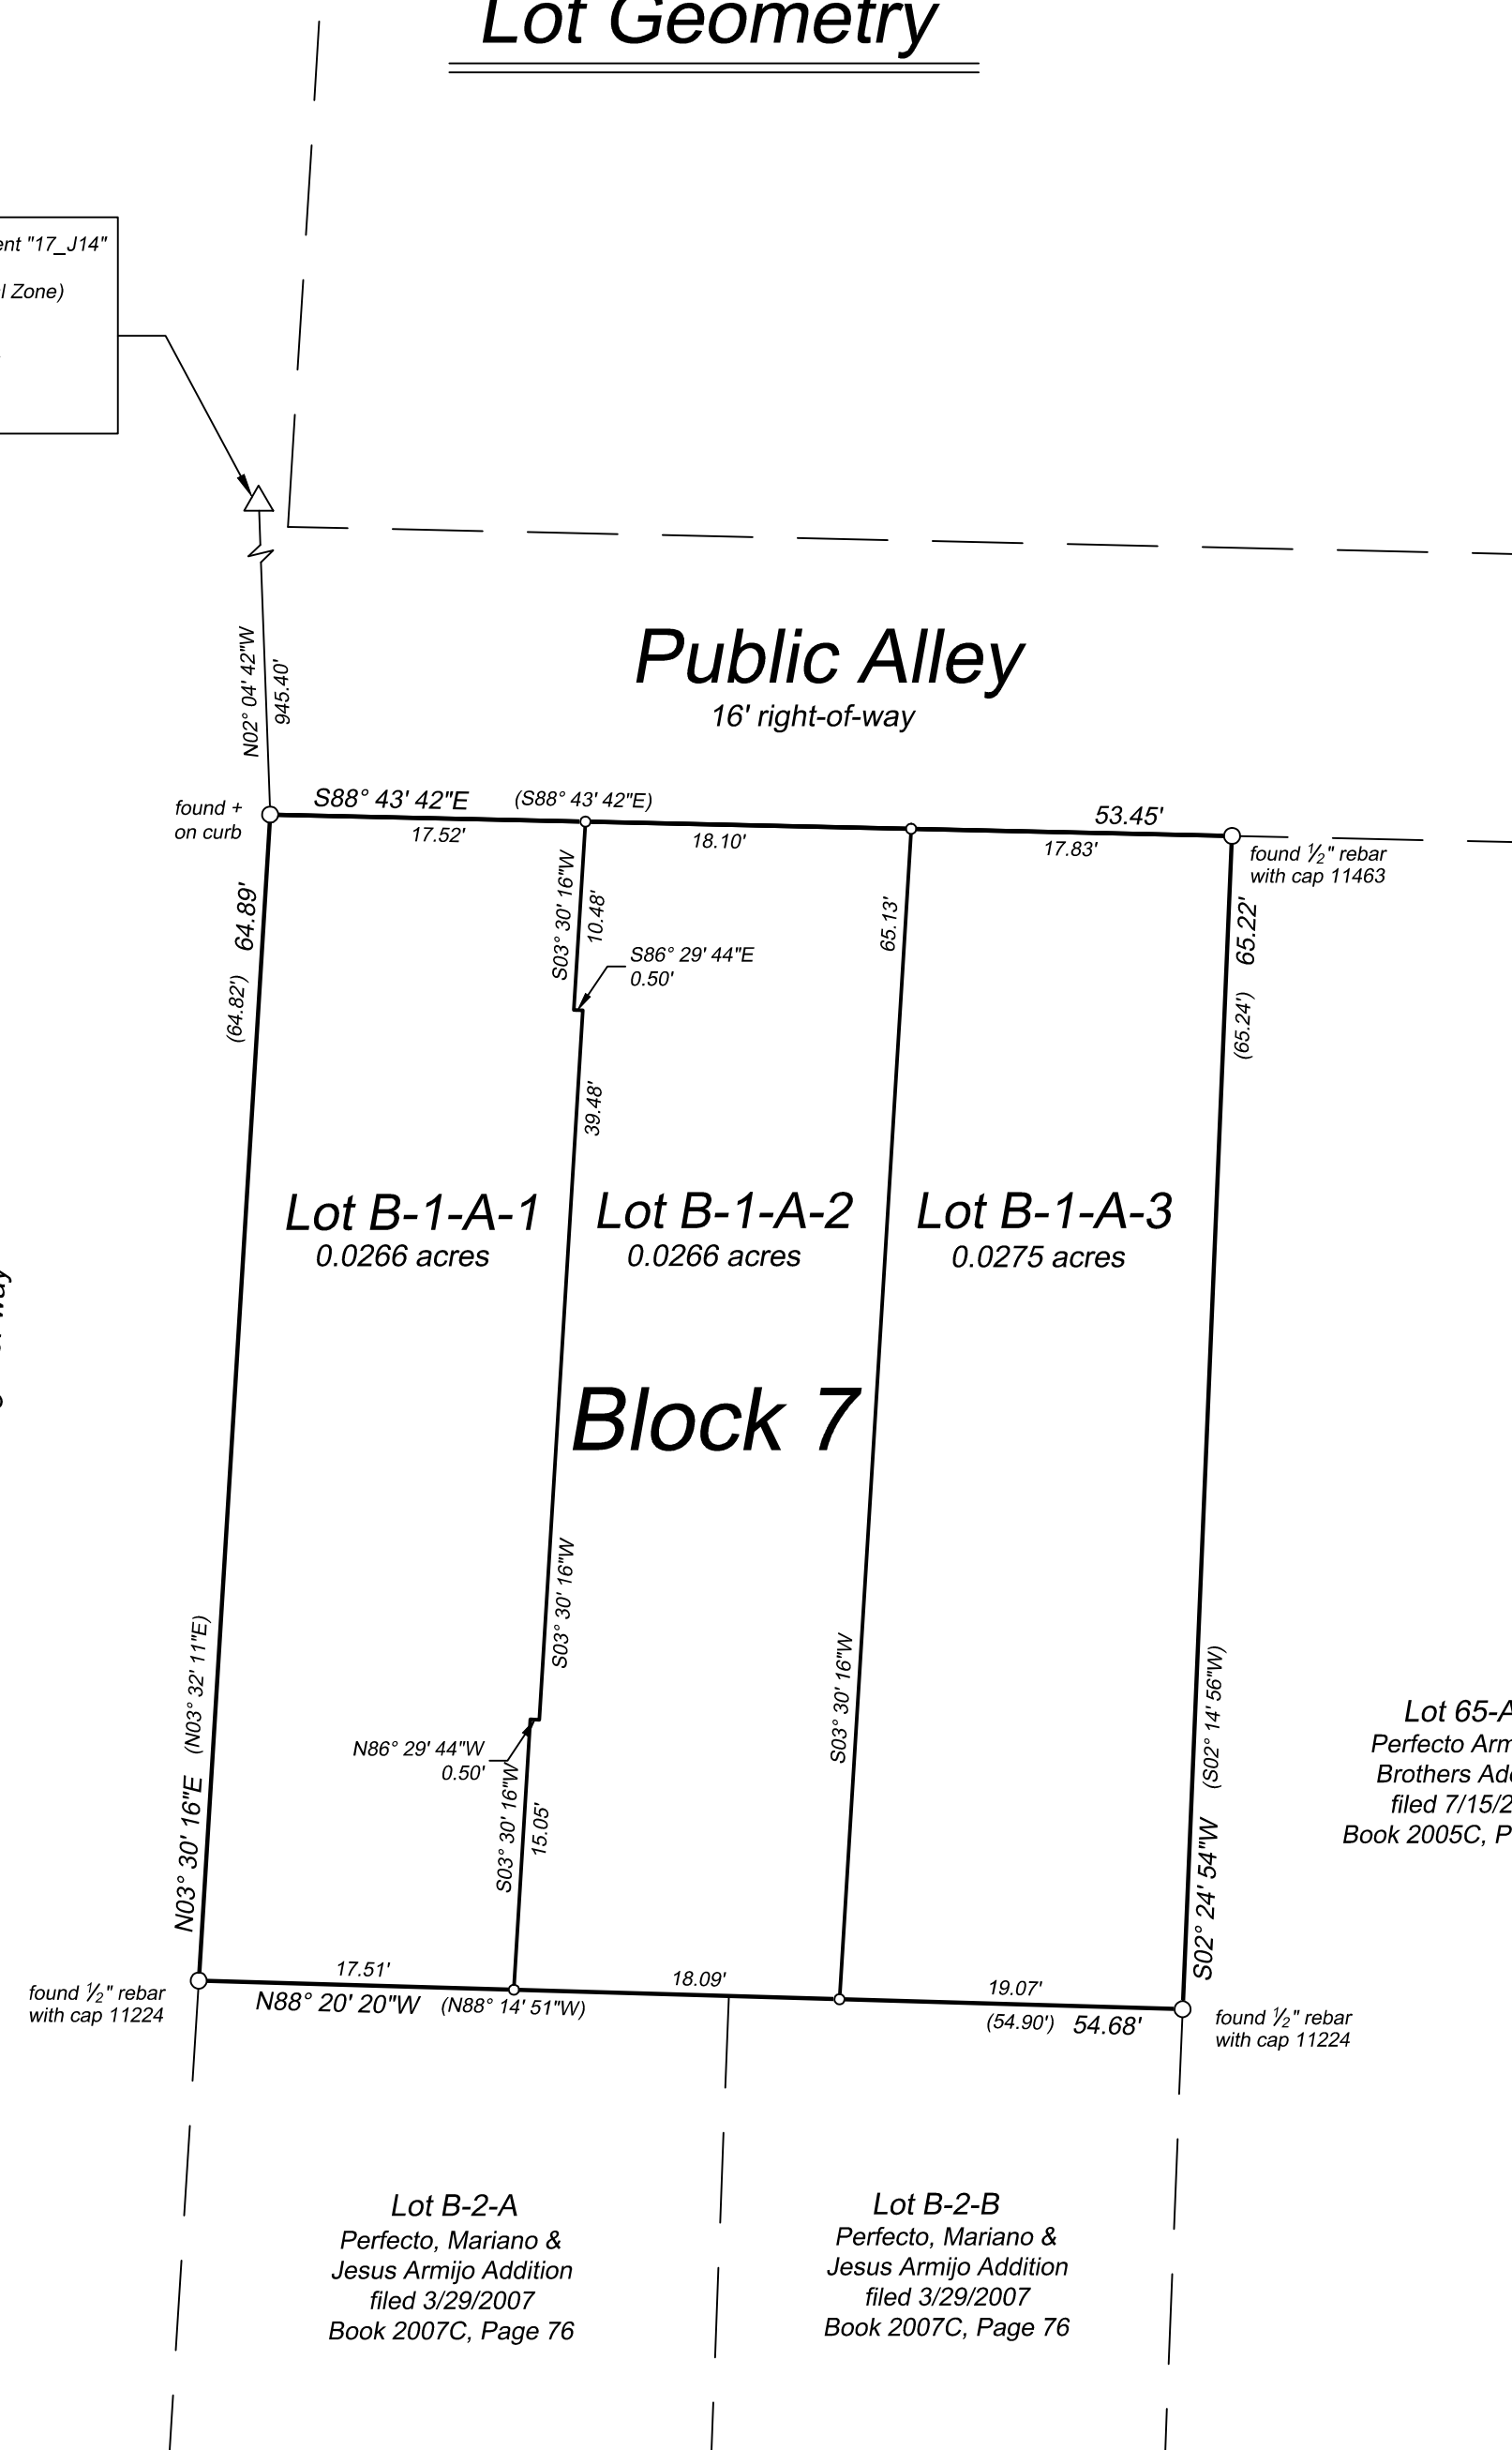 Lot Geometry
"17_J14"
Zone)
N02° 04' 42"W
945.40'
Public Alley
16' right-of-way
found +
on curb
S88° 43' 42"E
(S88° 43' 42"E)
53.45'
17.52'
18.10'
17.83'
found 1/2" rebar
with cap 11463
64.89'
(64.82')
S03° 30' 16"W
10.48'
S86° 29' 44"E
0.50'
65.13'
65.22'
(65.24')
39.48'
Lot B-1-A-1
0.0266 acres
Lot B-1-A-2
0.0266 acres
Lot B-1-A-3
0.0275 acres
Block 7
N03° 30' 16"E
(N03° 32' 11"E)
S03° 30' 16"W
N86° 29' 44"W
0.50'
S03° 30' 16"W
15.05'
S03° 30' 16"W
(S02° 14' 56"W)
S02° 24' 54"W
Lot 65-A
Perfecto
Brothers
filed
Book 2005C,
found 1/2" rebar
with cap 11224
17.51'
18.09'
19.07'
N88° 20' 20"W
(N88° 14' 51"W)
(54.90')
54.68'
found 1/2" rebar
with cap 11224
Lot B-2-A
Perfecto, Mariano &
Jesus Armijo Addition
filed 3/29/2007
Book 2007C, Page 76
Lot B-2-B
Perfecto, Mariano &
Jesus Armijo Addition
filed 3/29/2007
Book 2007C, Page 76